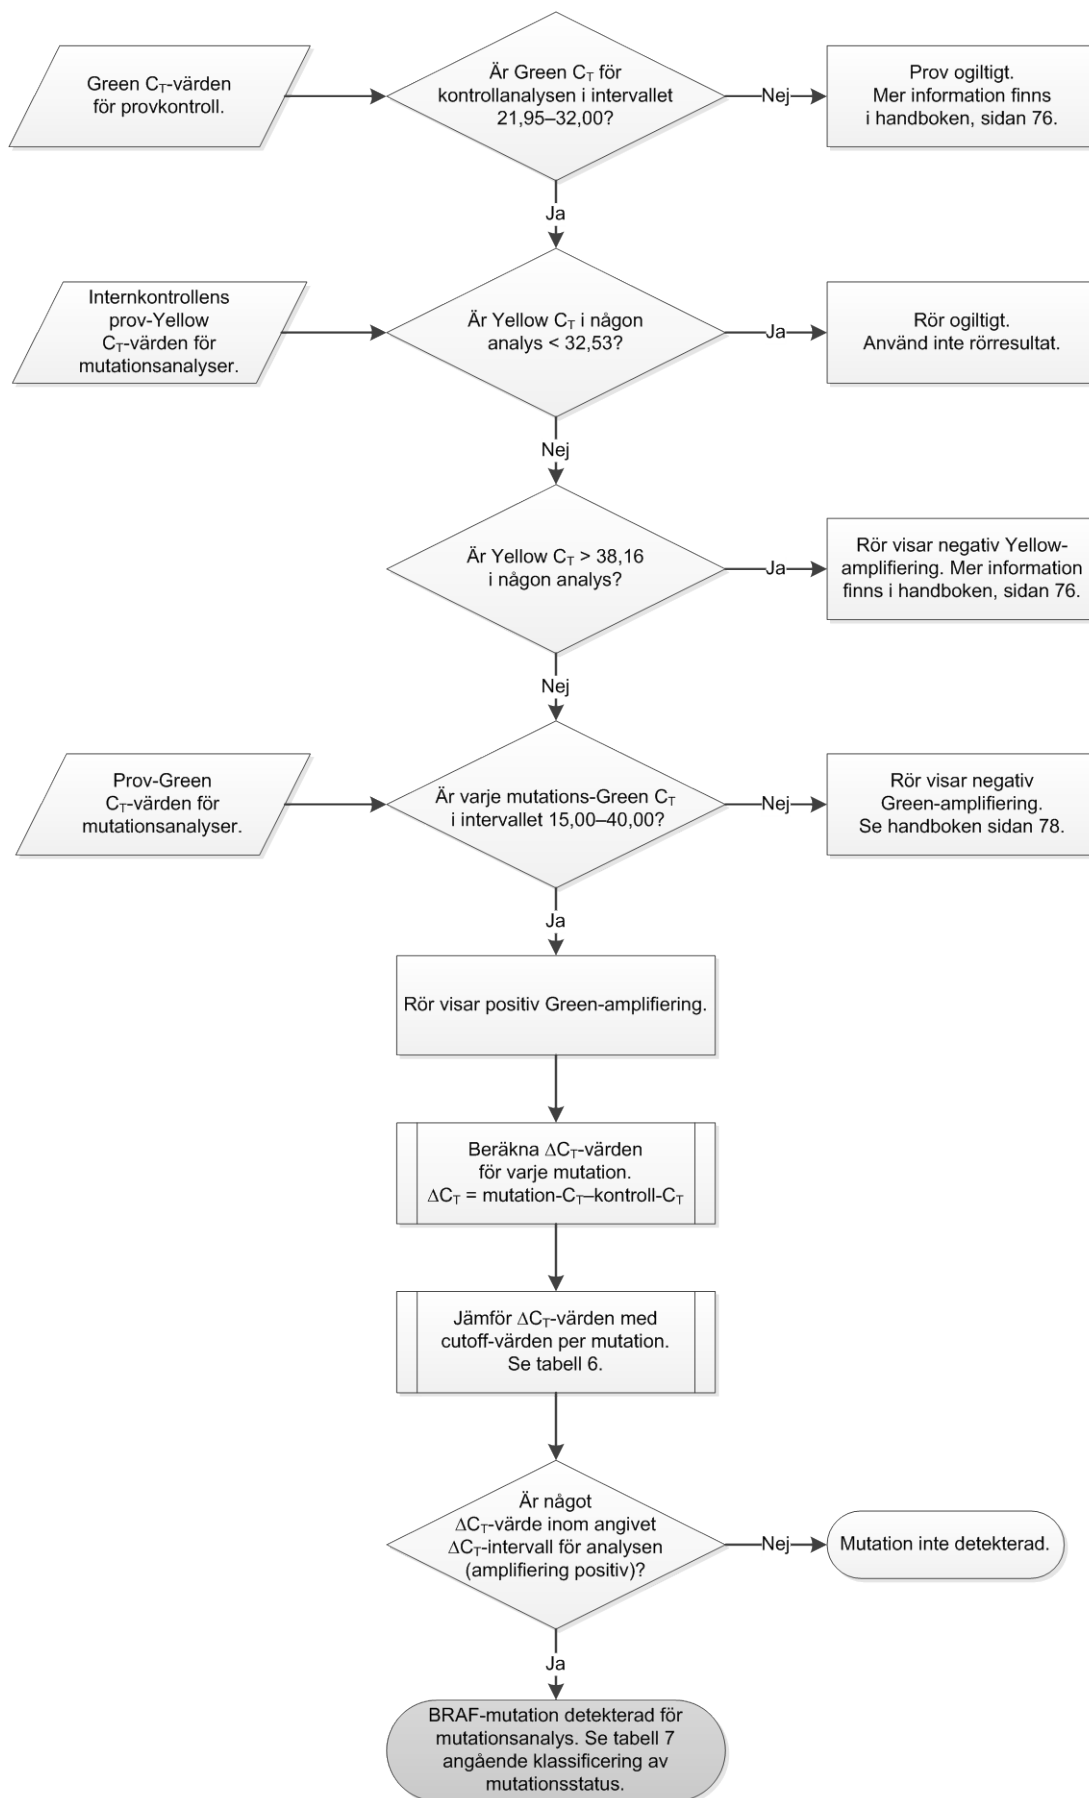 Green CT-värden
för provkontroll.
Är Green CT för
kontrollanalysen i intervallet
21,95–32,00?
Nej
Prov ogiltigt.
Mer information finns
i handboken, sidan 76.
Ja
Internkontrollens
prov-Yellow
CT-värden för
mutationsanalyser.
Är Yellow CT i någon
analys < 32,53?
Ja
Rör ogiltigt.
Använd inte rörresultat.
Nej
Är Yellow CT > 38,16
i någon analys?
Ja
Rör visar negativ Yellow-
amplifiering. Mer information
finns i handboken, sidan 76.
Nej
Prov-Green
CT-värden för
mutationsanalyser.
Är varje mutations-Green CT
i intervallet 15,00–40,00?
Nej
Rör visar negativ
Green-amplifiering.
Se handboken sidan 78.
Ja
Rör visar positiv Green-amplifiering.
Beräkna ΔCT-värden
för varje mutation.
ΔCT = mutation-CT–kontroll-CT
Jämför ΔCT-värden med
cutoff-värden per mutation.
Se tabell 6.
Är något
ΔCT-värde inom angivet
ΔCT-intervall för analysen
(amplifiering positiv)?
Nej
Mutation inte detekterad.
Ja
BRAF-mutation detekterad för
mutationsanalys. Se tabell 7
angående klassificering av
mutationsstatus.